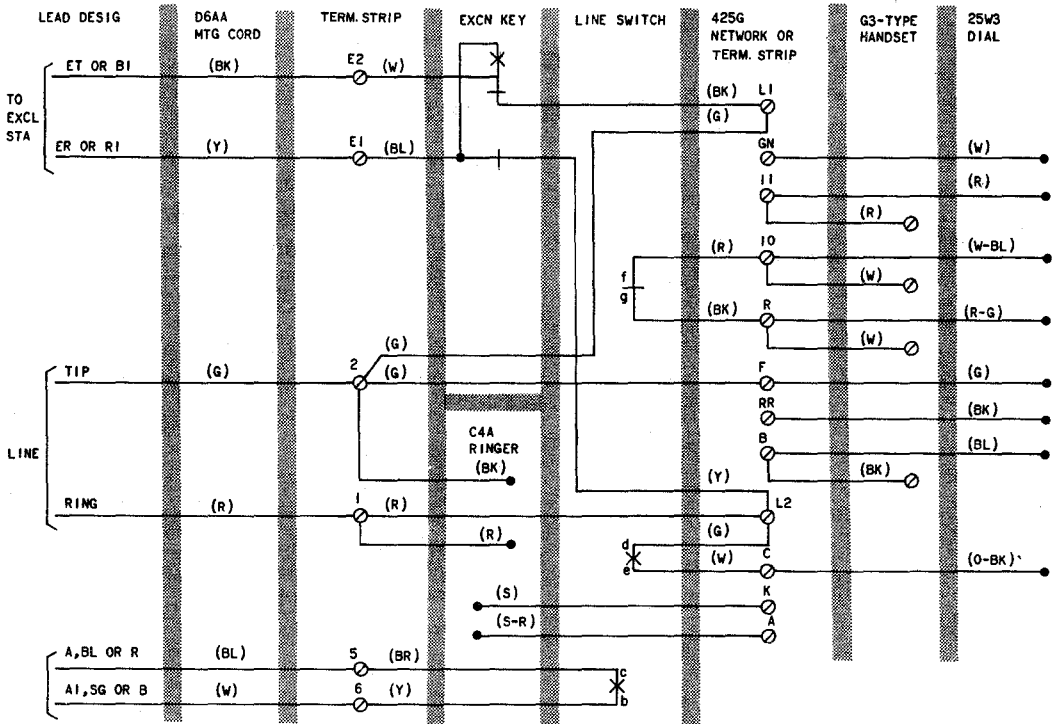 LEAD DESIG D6AA TERM. STRIP EXCN KEY LINE SWITCH 425G G3-TYPE 25W3
MTG CORD NETWORK OR HANDSET DIAL
TERM. STRIP
ET OR B1 (BK) E2 (W)
TO
EXCL
STA
(BK) L1
(G)
ER OR R1 (Y) E1 (BL)
GN (W)
11 (R)
(R)
(R) 10 (W-BL)
(W)
f
g
(BK) R (R-G)
(W)
(G)
TIP (G) 2 (G) F (G)
RR (BK)
C4A
RINGER
(BK)
B (BL)
(BK)
LINE
(Y)
RING (R) 1 (R) L2
(R)
(G)
d
e
(W) C (O-BK)
(S) K
(S-R) A
A,BL OR R (BL) 5 (BR)
c
b
A1,SG OR B (W) 6 (Y)